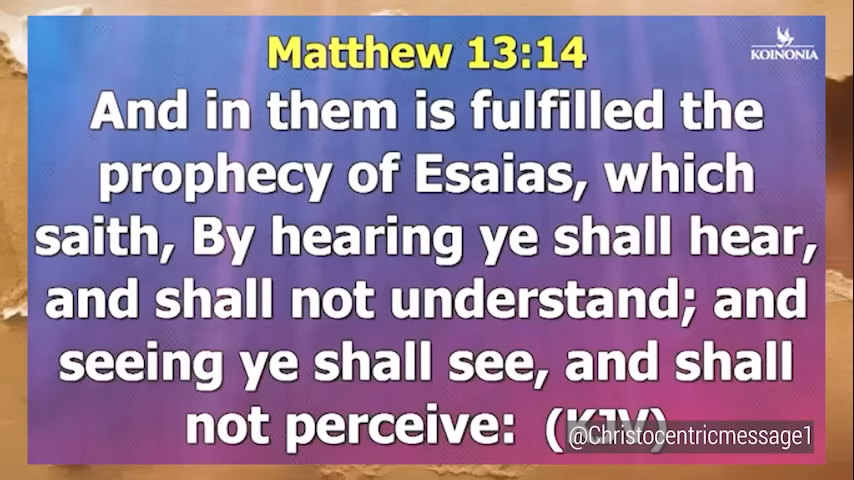 Matthew 13:14
KOINONIA
And in them is fulfilled the
prophecy of Esaias, which
saith, By hearing ye shall hear,
and shall not understand; and
seeing ye shall see, and shall
not perceive: (KJV)
@Christocentricmessage1